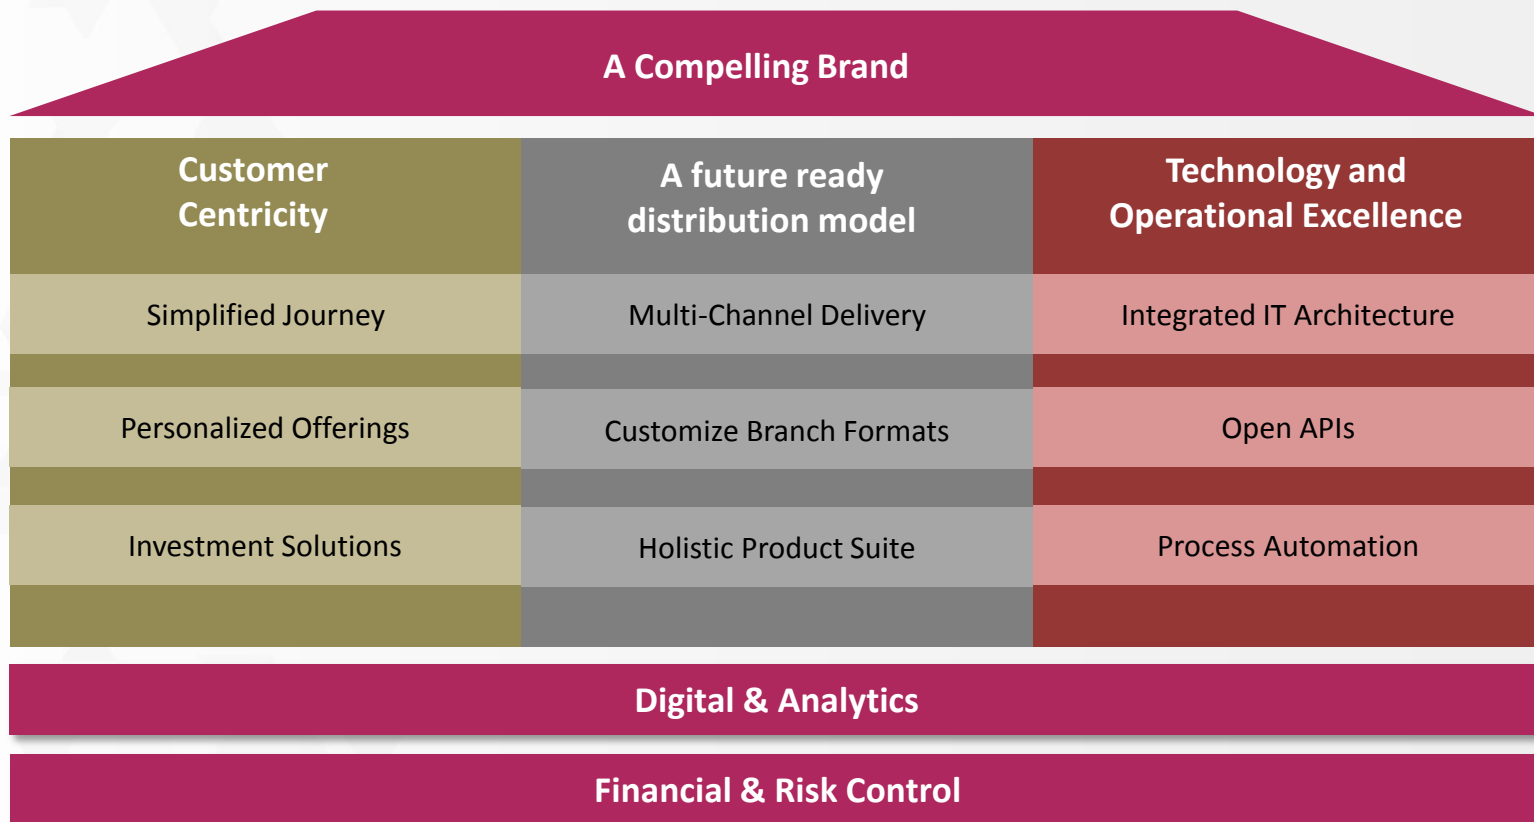 A Compelling Brand
Customer
Centricity
A future ready
distribution model
Technology and
Operational Excellence
Simplified Journey
Multi-Channel Delivery
Integrated IT Architecture
Personalized Offerings
Customize Branch Formats
Open APIs
Investment Solutions
Holistic Product Suite
Process Automation
Digital & Analytics
Financial & Risk Control